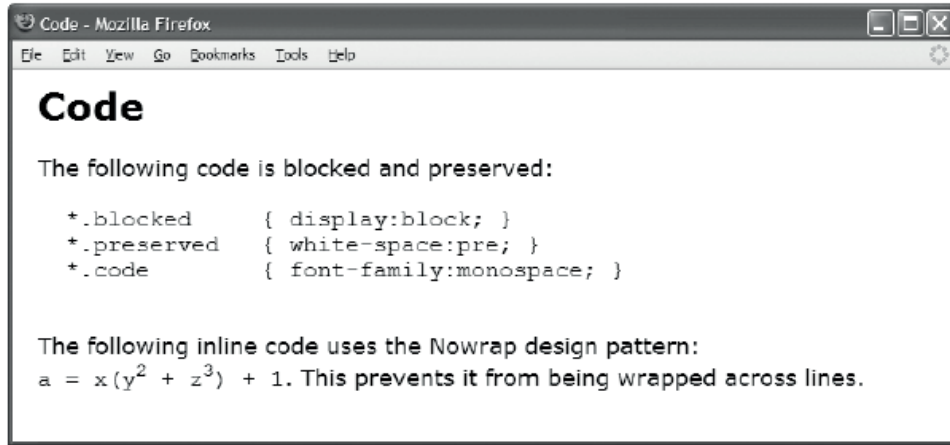 Code - Mozilla Firefox
File Edit View Go Bookmarks Tools Help
Code
The following code is blocked and preserved:
*.blocked     { display:block; }
*.preserved   { white-space:pre; }
*.code        { font-family:monospace; }
The following inline code uses the Nowrap design pattern:
a = x(y² + z³) + 1. This prevents it from being wrapped across lines.